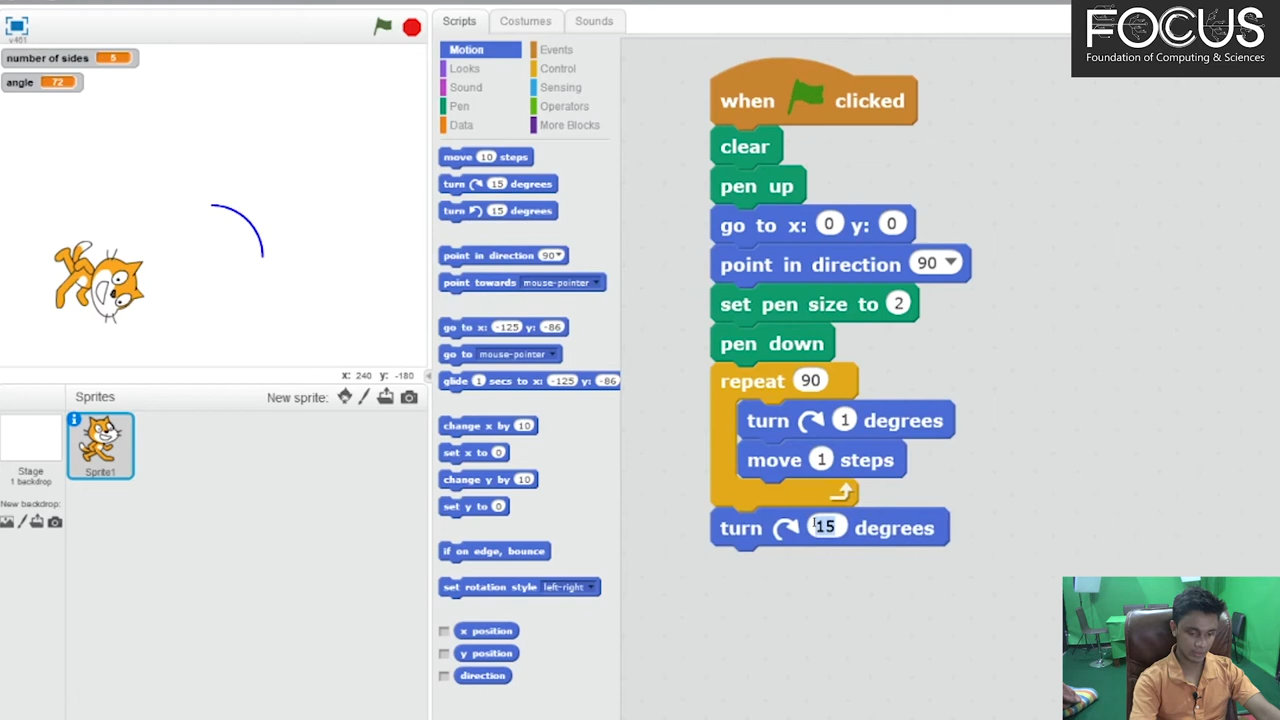 v451
number of sides 5
angle 72
x: 240 y: -180
Sprites
New sprite:
Stage
1 backdrop
New backdrop:
Sprite1
Scripts
Costumes
Sounds
Motion
Looks
Sound
Pen
Data
Events
Control
Sensing
Operators
More Blocks
move 10 steps
turn 15 degrees
turn 15 degrees
point in direction 90
point towards mouse-pointer
go to x: -125 y: -86
go to mouse-pointer
glide 1 secs to x: -125 y: -86
change x by 10
set x to 0
change y by 10
set y to 0
if on edge, bounce
set rotation style left-right
x position
y position
direction
when clicked
clear
pen up
go to x: 0 y: 0
point in direction 90
set pen size to 2
pen down
repeat 90
turn 1 degrees
move 1 steps
turn 15 degrees
FOCUS
Foundation of Computing & Sciences